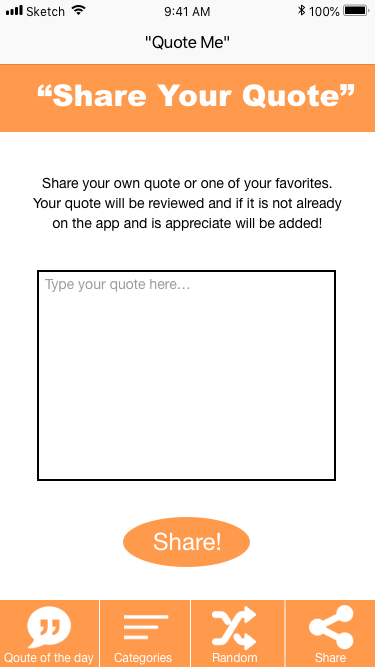 Sketch 9:41 AM 100%
"Quote Me"
“Share Your Quote”
Share your own quote or one of your favorites.
Your quote will be reviewed and if it is not already
on the app and is appreciate will be added!
Type your quote here...
Share!
Qoute of the day Categories Random Share